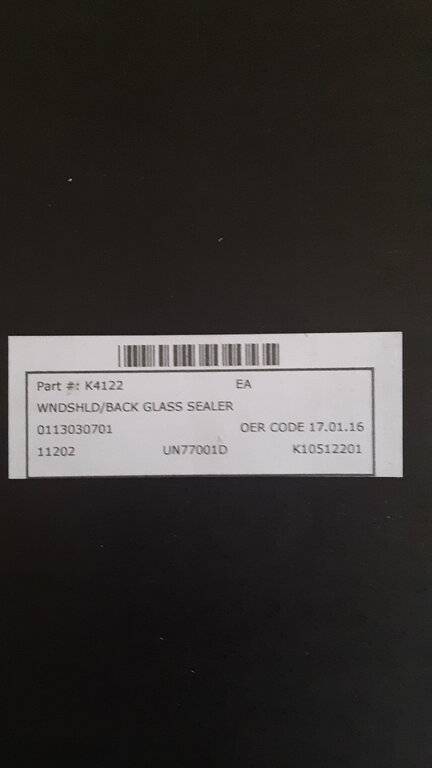 Part #: K4122 EA
WNDSHLD/BACK GLASS SEALER
0113030701 OER CODE 17.01.16
11202 UN77001D K10512201